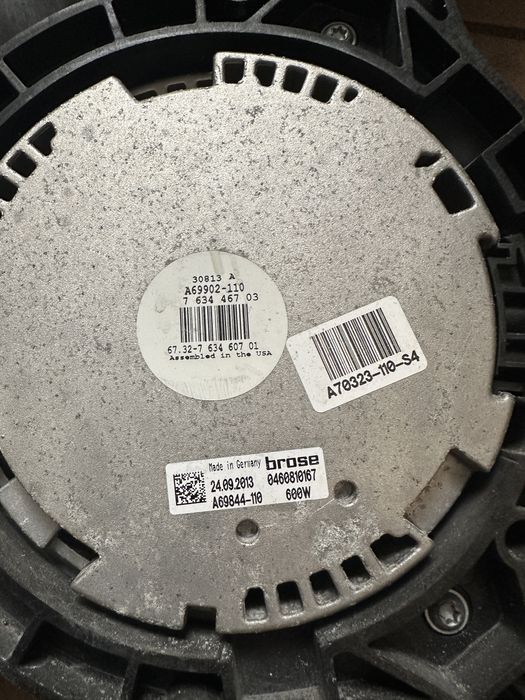 30813 A
A69902-110
7 634 467 03
67.32-7 634 607 01
Assembled in the USA
A70323-110-S4
Made in Germany brose
24.09.2013 0460810167
A69844-110 600W